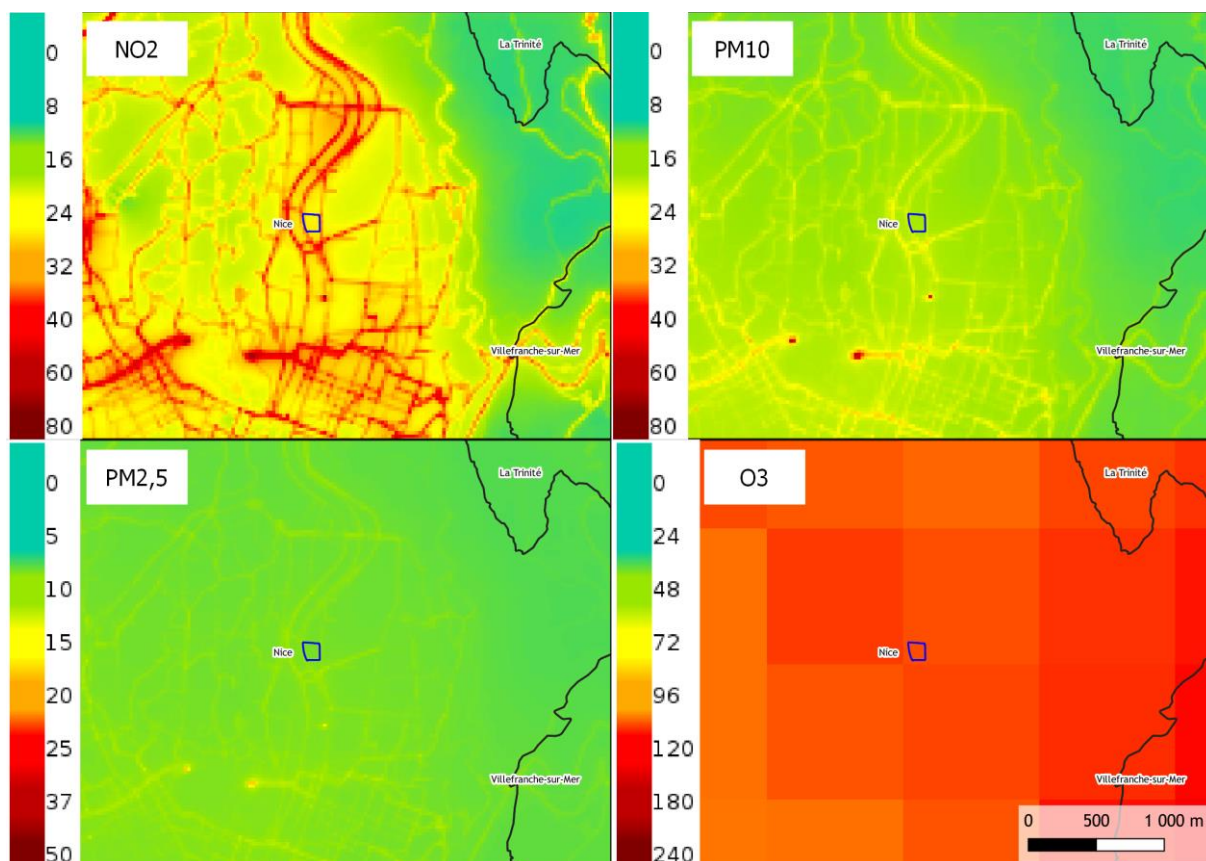 NO2
0
8
16
24
32
40
60
80
La Trinité
Nice
Villefranche-sur-Mer
PM10
0
8
16
24
32
40
60
80
La Trinité
Nice
Villefranche-sur-Mer
PM2,5
0
5
10
15
20
25
37
50
La Trinité
Nice
Villefranche-sur-Mer
O3
0
24
48
72
96
120
180
240
La Trinité
Nice
Villefranche-sur-Mer
0 500 1 000 m